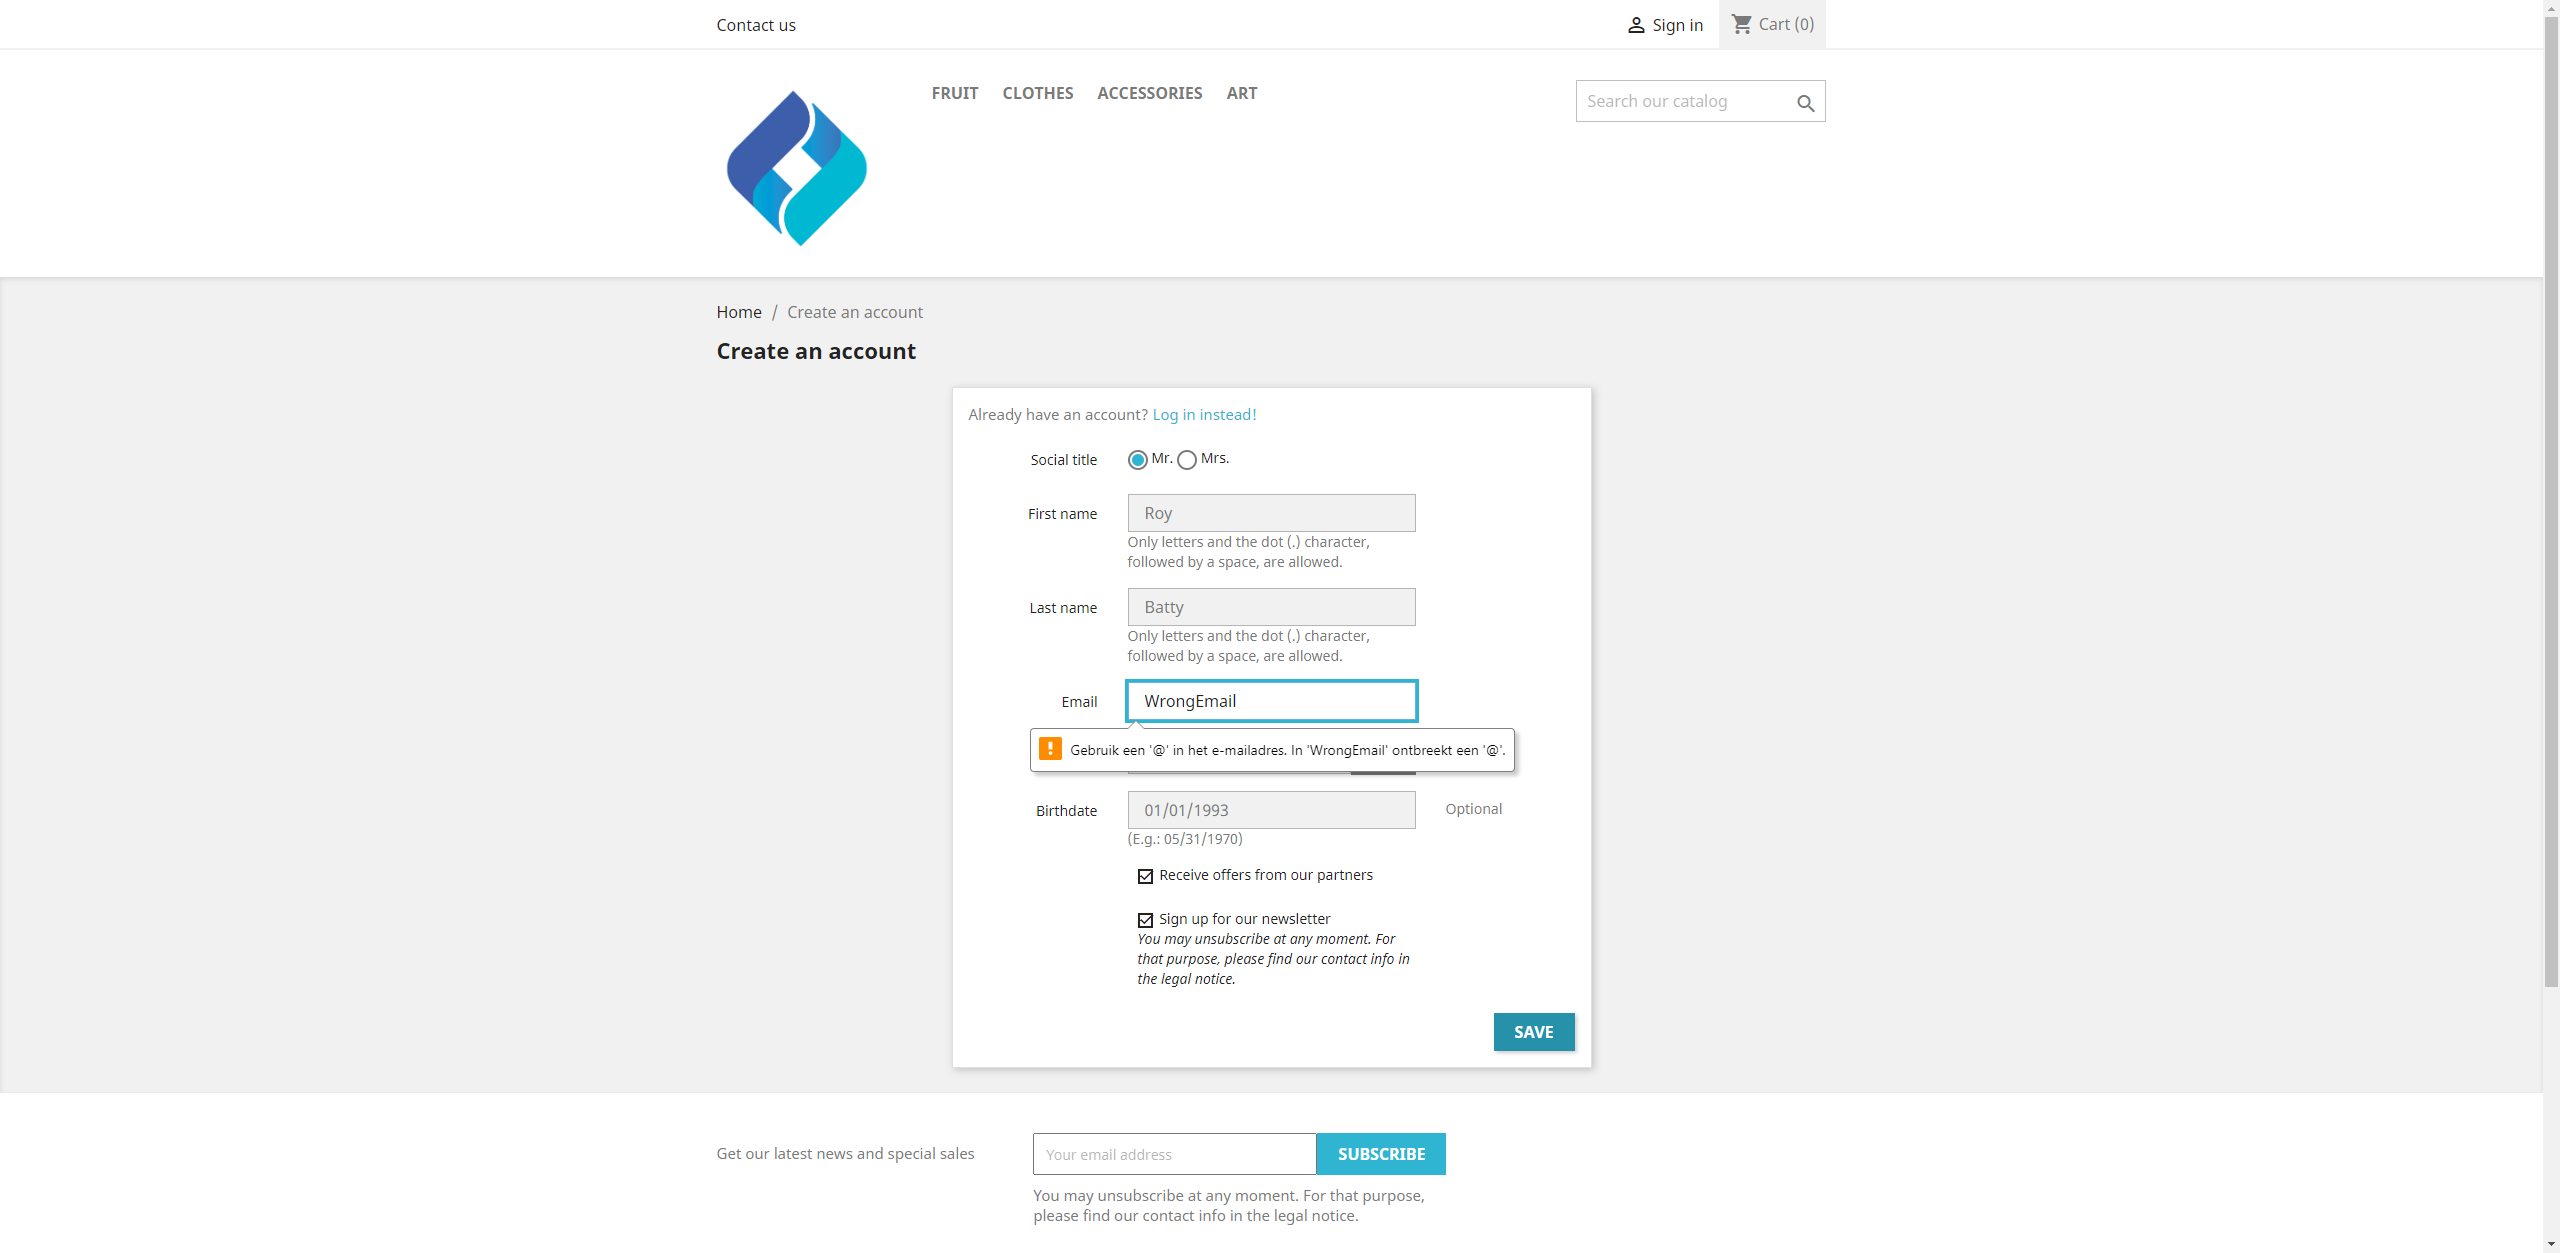 Contact us
Sign in
Cart (0)
FRUIT CLOTHES ACCESSORIES ART
Search our catalog
Home / Create an account
Create an account
Already have an account? Log in instead!
Social title
Mr. Mrs.
First name
Roy
Only letters and the dot (.) character,
followed by a space, are allowed.
Last name
Batty
Only letters and the dot (.) character,
followed by a space, are allowed.
Email
WrongEmail
Gebruik een '@' in het e-mailadres. In 'WrongEmail' ontbreekt een '@'.
Birthdate
01/01/1993
Optional
(E.g.: 05/31/1970)
Receive offers from our partners
Sign up for our newsletter
You may unsubscribe at any moment. For
that purpose, please find our contact info in
the legal notice.
SAVE
Get our latest news and special sales
Your email address
SUBSCRIBE
You may unsubscribe at any moment. For that purpose,
please find our contact info in the legal notice.